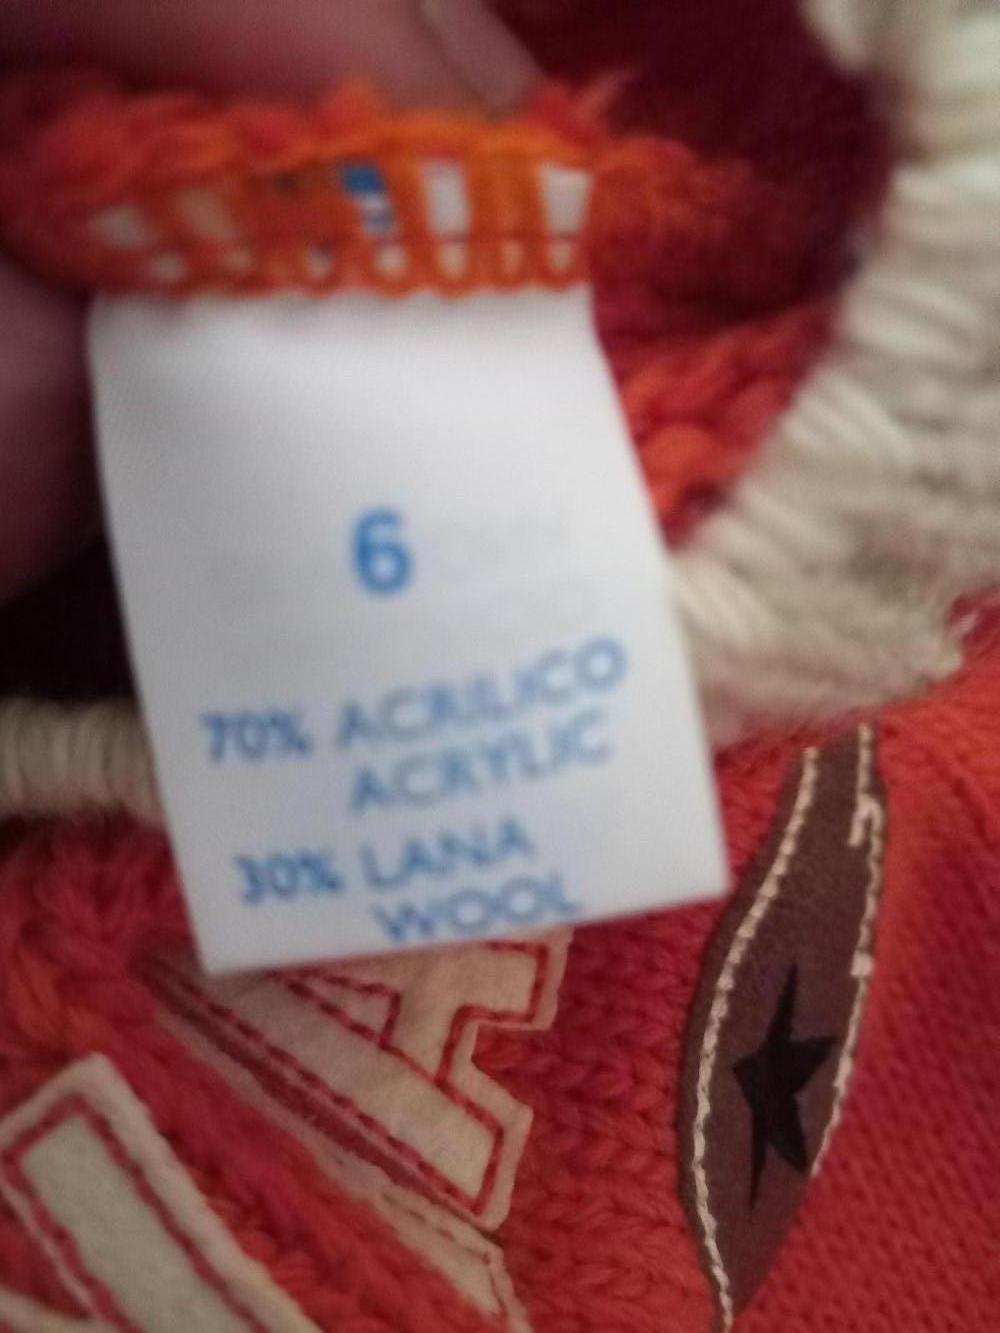 6
70% ACRILICO
ACRYLIC
30% LANA
WOOL